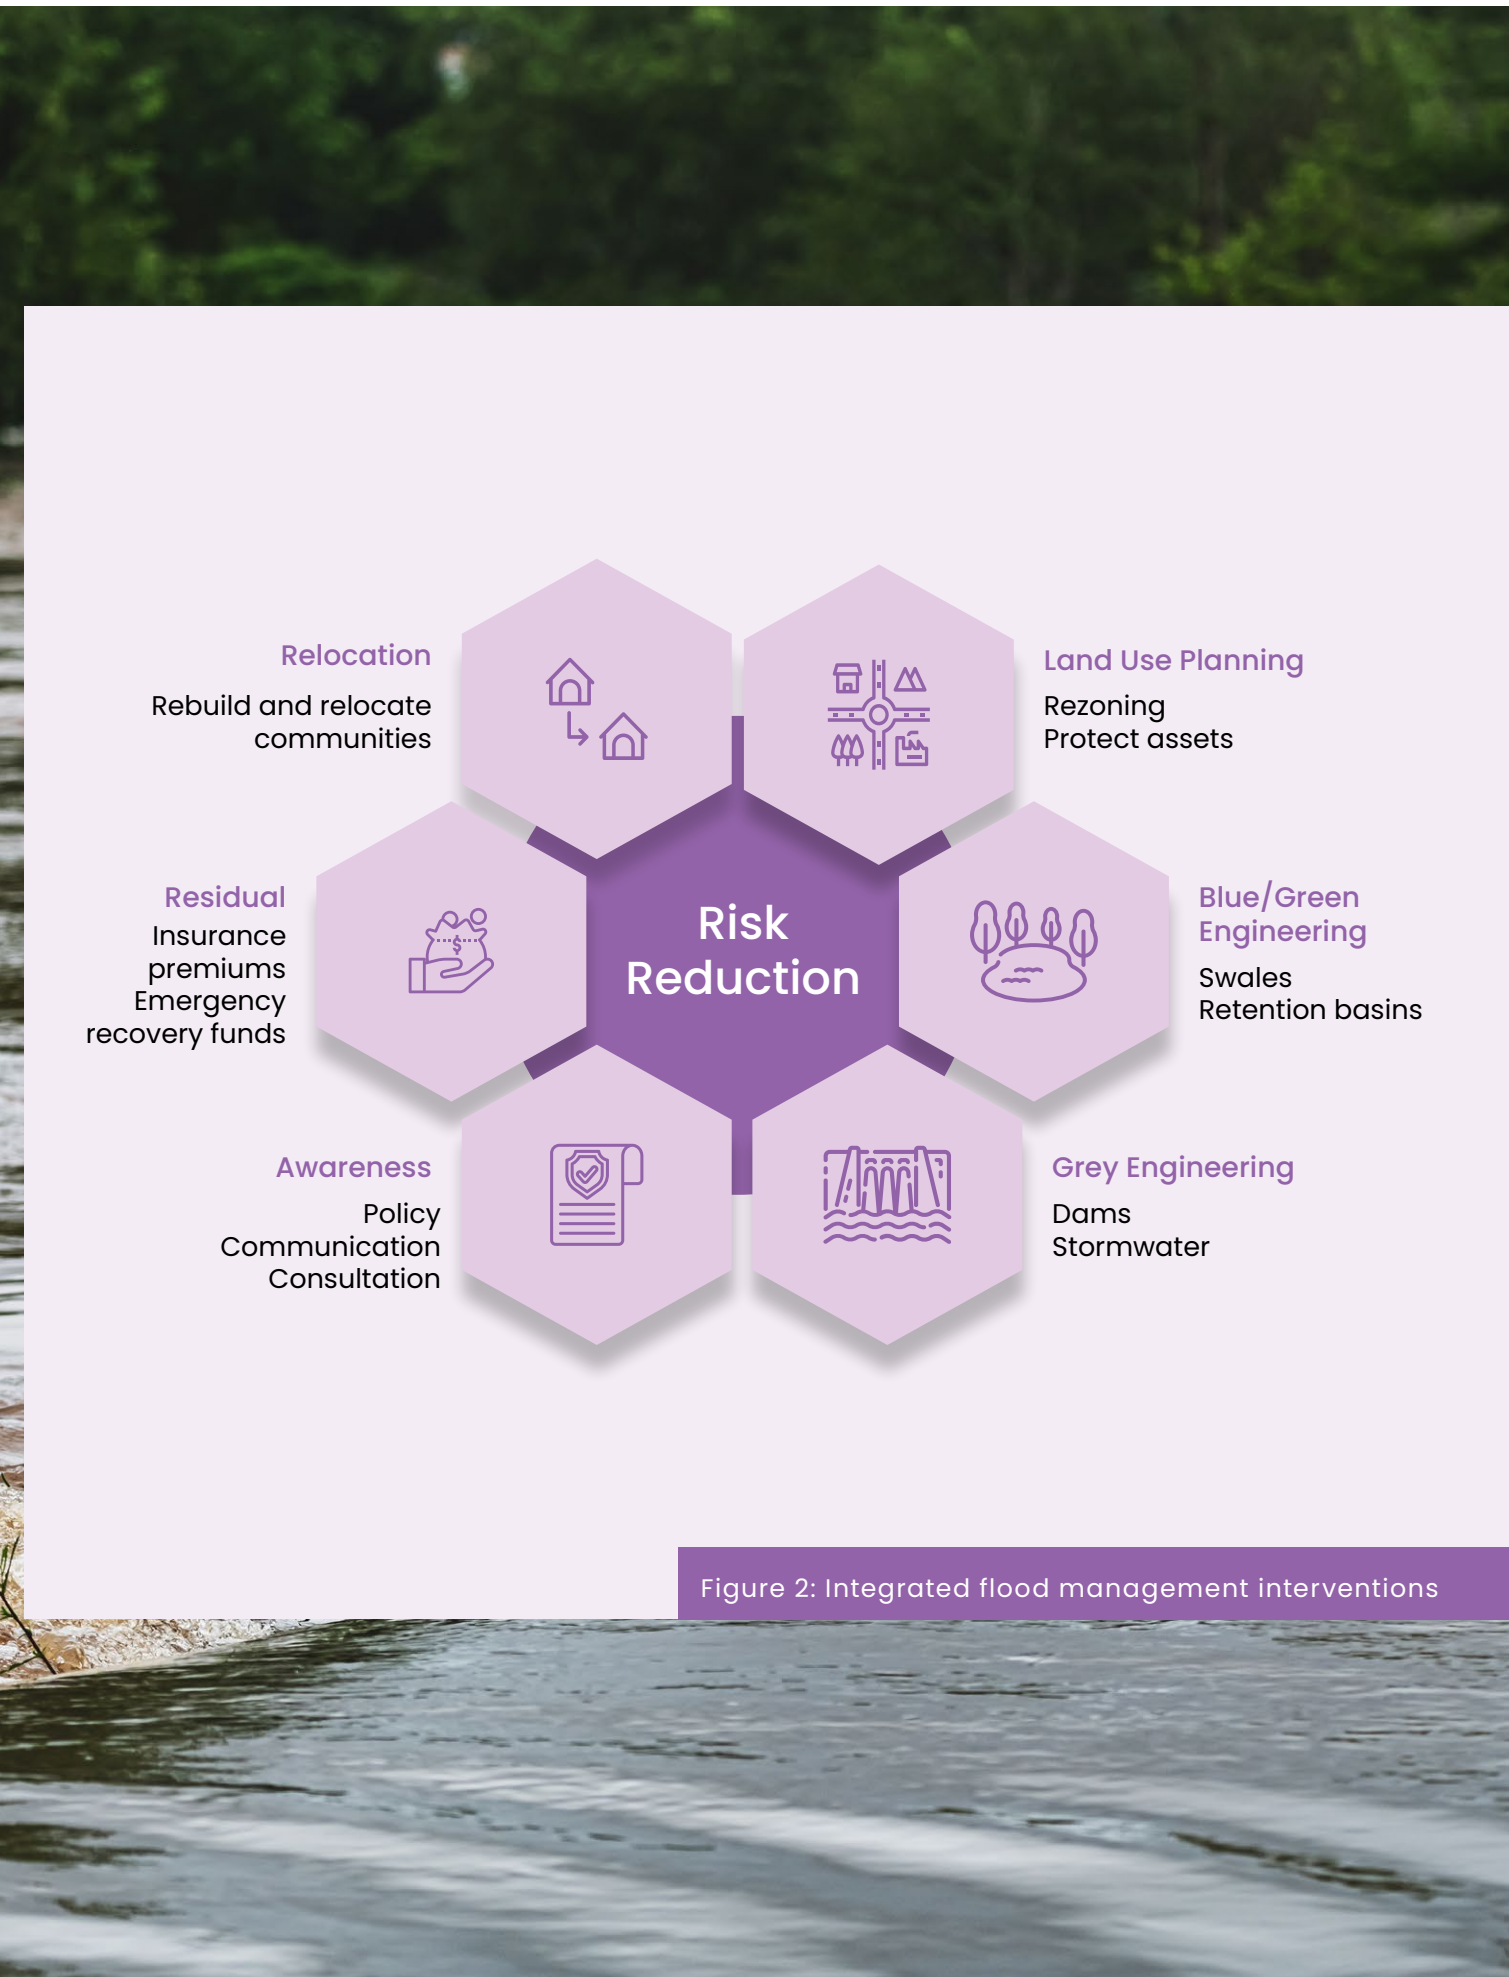 Relocation
Rebuild and relocate
communities
Land Use Planning
Rezoning
Protect assets
Residual
Insurance
premiums
Emergency
recovery funds
Risk
Reduction
Blue/Green
Engineering
Swales
Retention basins
Awareness
Policy
Communication
Consultation
Grey Engineering
Dams
Stormwater
$
Figure 2: Integrated flood management interventions